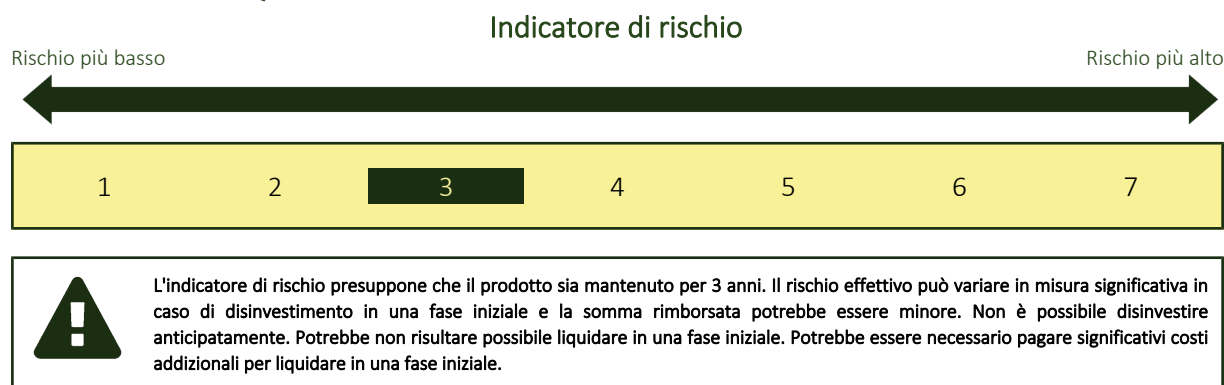 Indicatore di rischio
Rischio più basso
Rischio più alto
1 2 3 4 5 6 7
L'indicatore di rischio presuppone che il prodotto sia mantenuto per 3 anni. Il rischio effettivo può variare in misura significativa in
caso di disinvestimento in una fase iniziale e la somma rimborsata potrebbe essere minore. Non è possibile disinvestire
anticipatamente. Potrebbe non risultare possibile liquidare in una fase iniziale. Potrebbe essere necessario pagare significativi costi
addizionali per liquidare in una fase iniziale.